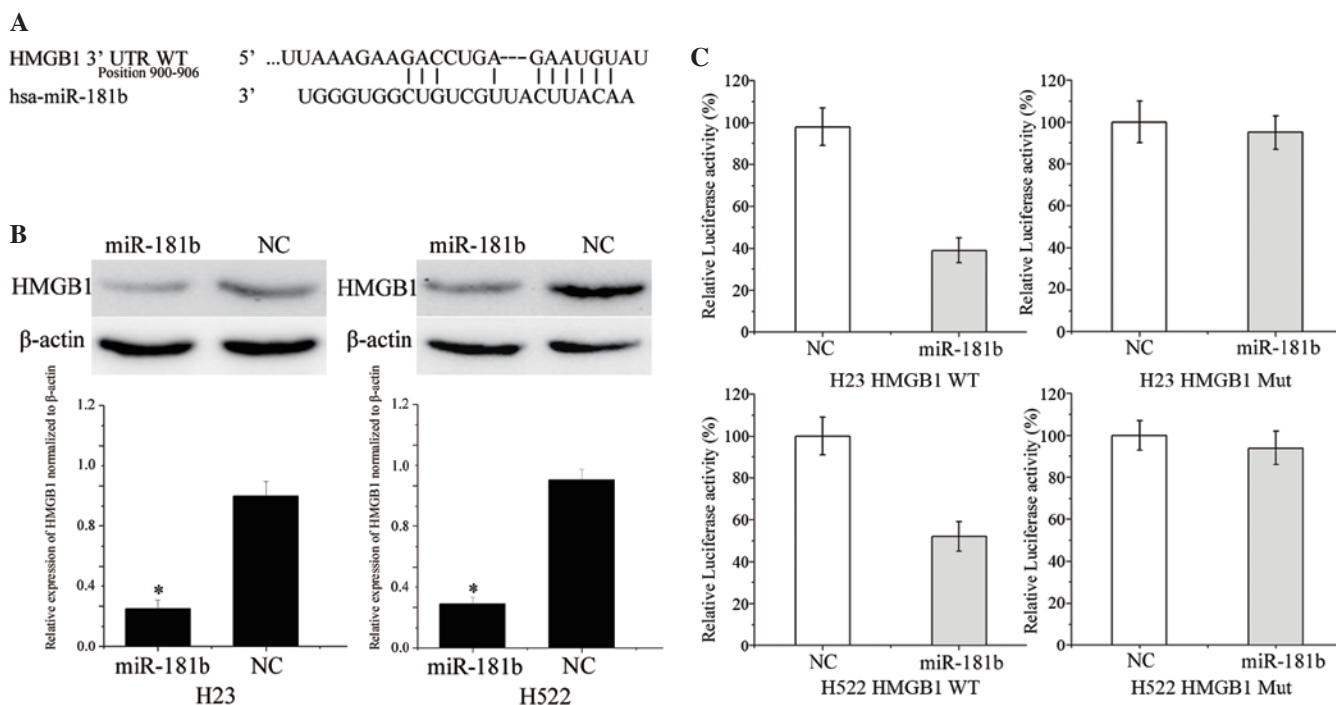 A
HMGB1 3’ UTR WT 5’ ...UUAAAGAAGACCUGA---GAAUGUAU
Position 900-906
hsa-miR-181b 3’ UGGGUGGCUGUCGUUACUUACAA
B
miR-181b NC
HMGB1
β-actin
Relative expression of HMGB1 normalized to β-actin
1.2
1.0
0.8
0.4
0.0
*
miR-181b NC
H23
miR-181b NC
HMGB1
β-actin
Relative expression of HMGB1 normalized to β-actin
1.2
1.0
0.8
0.4
0.0
*
miR-181b NC
H522
C
Relative Luciferase activity (%)
120
100
80
60
40
20
0
NC miR-181b
H23 HMGB1 WT
Relative Luciferase activity (%)
120
100
80
60
40
20
0
NC miR-181b
H23 HMGB1 Mut
Relative Luciferase activity (%)
120
100
80
60
40
120
0
NC miR-181b
H522 HMGB1 WT
Relative Luciferase activity (%)
120
100
80
60
40
120
0
NC miR-181b
H522 HMGB1 Mut